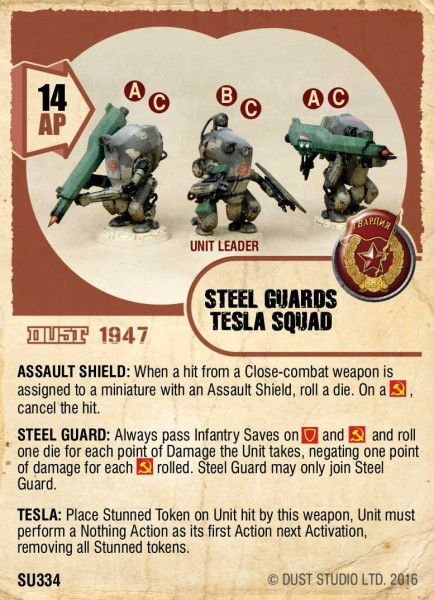 14
AP
A C
B C
A C
UNIT LEADER
ГВАРДИЯ
STEEL GUARDS
TESLA SQUAD
DUST 1947
ASSAULT SHIELD: When a hit from a Close-combat weapon is
assigned to a miniature with an Assault Shield, roll a die. On a ,
cancel the hit.
STEEL GUARD: Always pass Infantry Saves on and and roll
one die for each point of Damage the Unit takes, negating one point
of damage for each rolled. Steel Guard may only join Steel
Guard.
TESLA: Place Stunned Token on Unit hit by this weapon, Unit must
perform a Nothing Action as its first Action next Activation,
removing all Stunned tokens.
SU334
© DUST STUDIO LTD. 2016